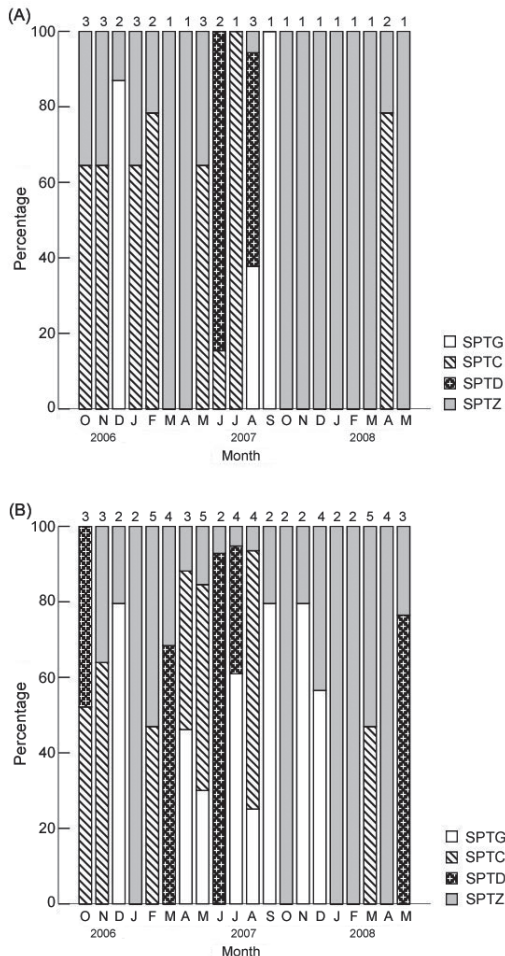 (A)
3 3 2 3 2 1 1 3 2 1 3 1 1 1 1 1 1 1 2 1
100
80
60
40
20
0
Percentage
SPTG
SPTC
SPTD
SPTZ
O N D J F M A M J J A S O N D J F M A M
2006 2007 2008
Month
(B)
3 3 2 2 5 4 3 5 2 4 4 2 2 2 4 2 2 5 4 3
100
80
60
40
20
0
Percentage
SPTG
SPTC
SPTD
SPTZ
O N D J F M A M J J A S O N D J F M A M
2006 2007 2008
Month